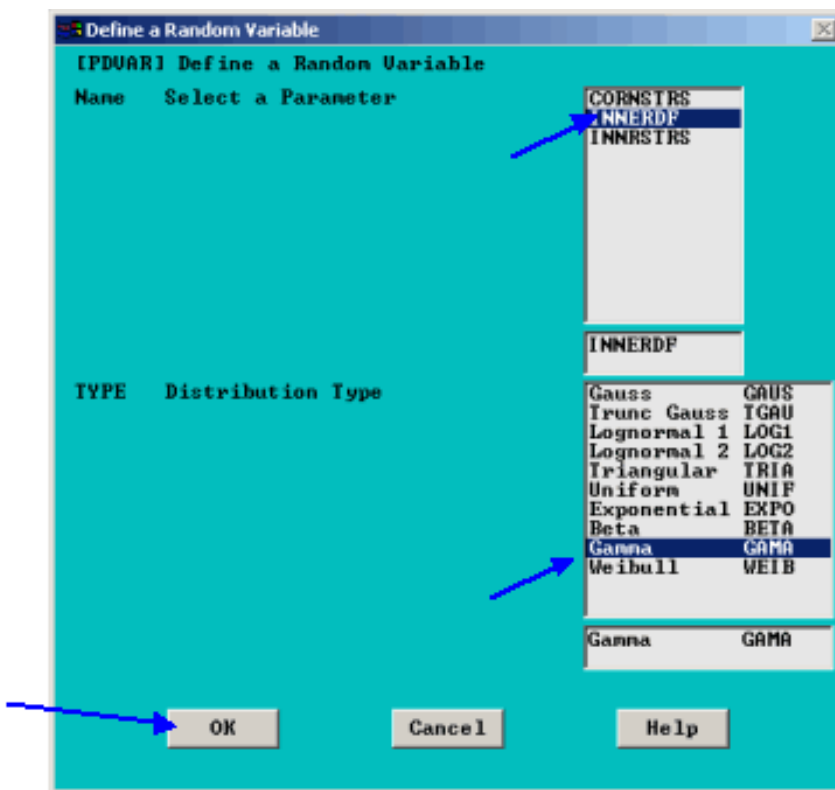 Define a Random Variable
[PDVAR] Define a Random Variable
Name Select a Parameter
CORNSTRS
INNERDF
INNRSTRS
INNERDF
TYPE Distribution Type
Gauss GAUS
Trunc Gauss TGAU
Lognormal 1 LOG1
Lognormal 2 LOG2
Triangular TRIA
Uniform UNIF
Exponential EXPO
Beta BETA
Gamma GAMA
Weibull WEIB
Gamma GAMA
OK Cancel Help